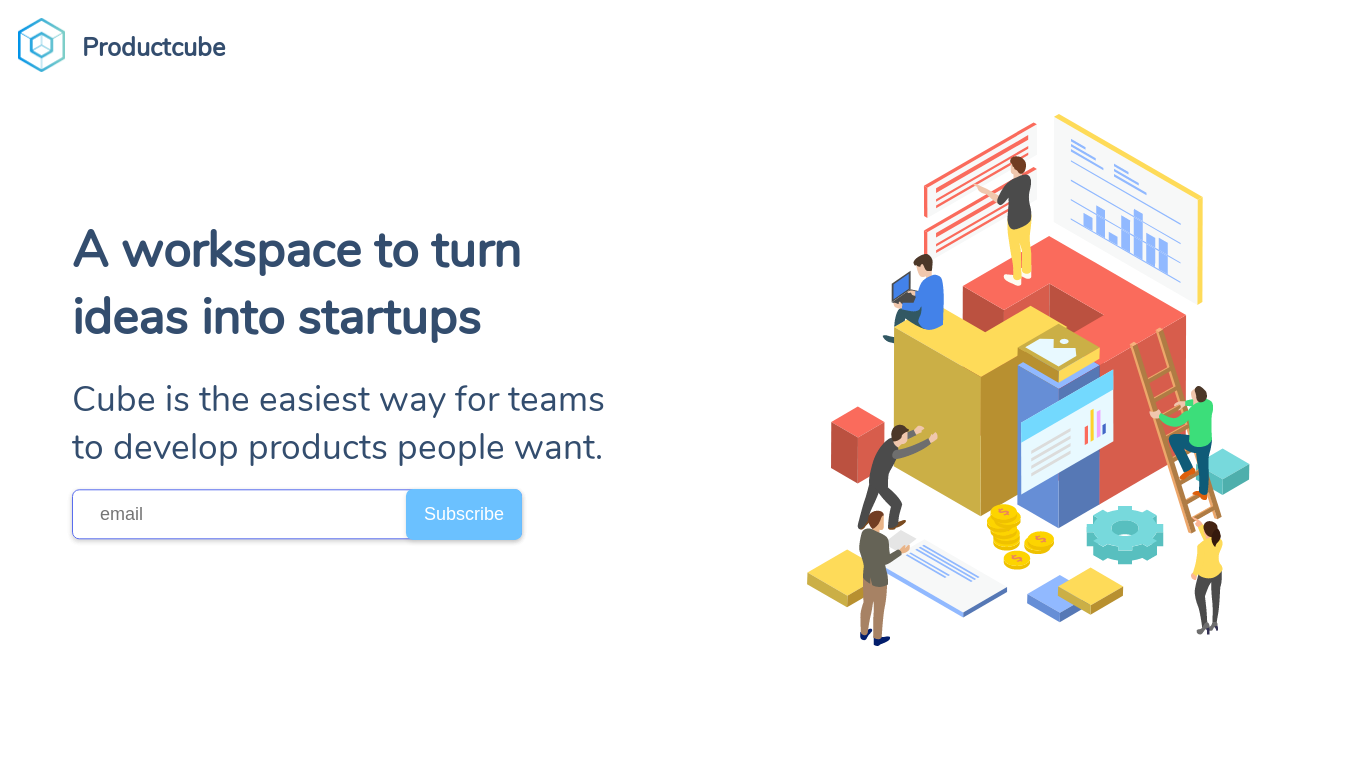 Productcube
A workspace to turn
ideas into startups
Cube is the easiest way for teams
to develop products people want.
email
Subscribe